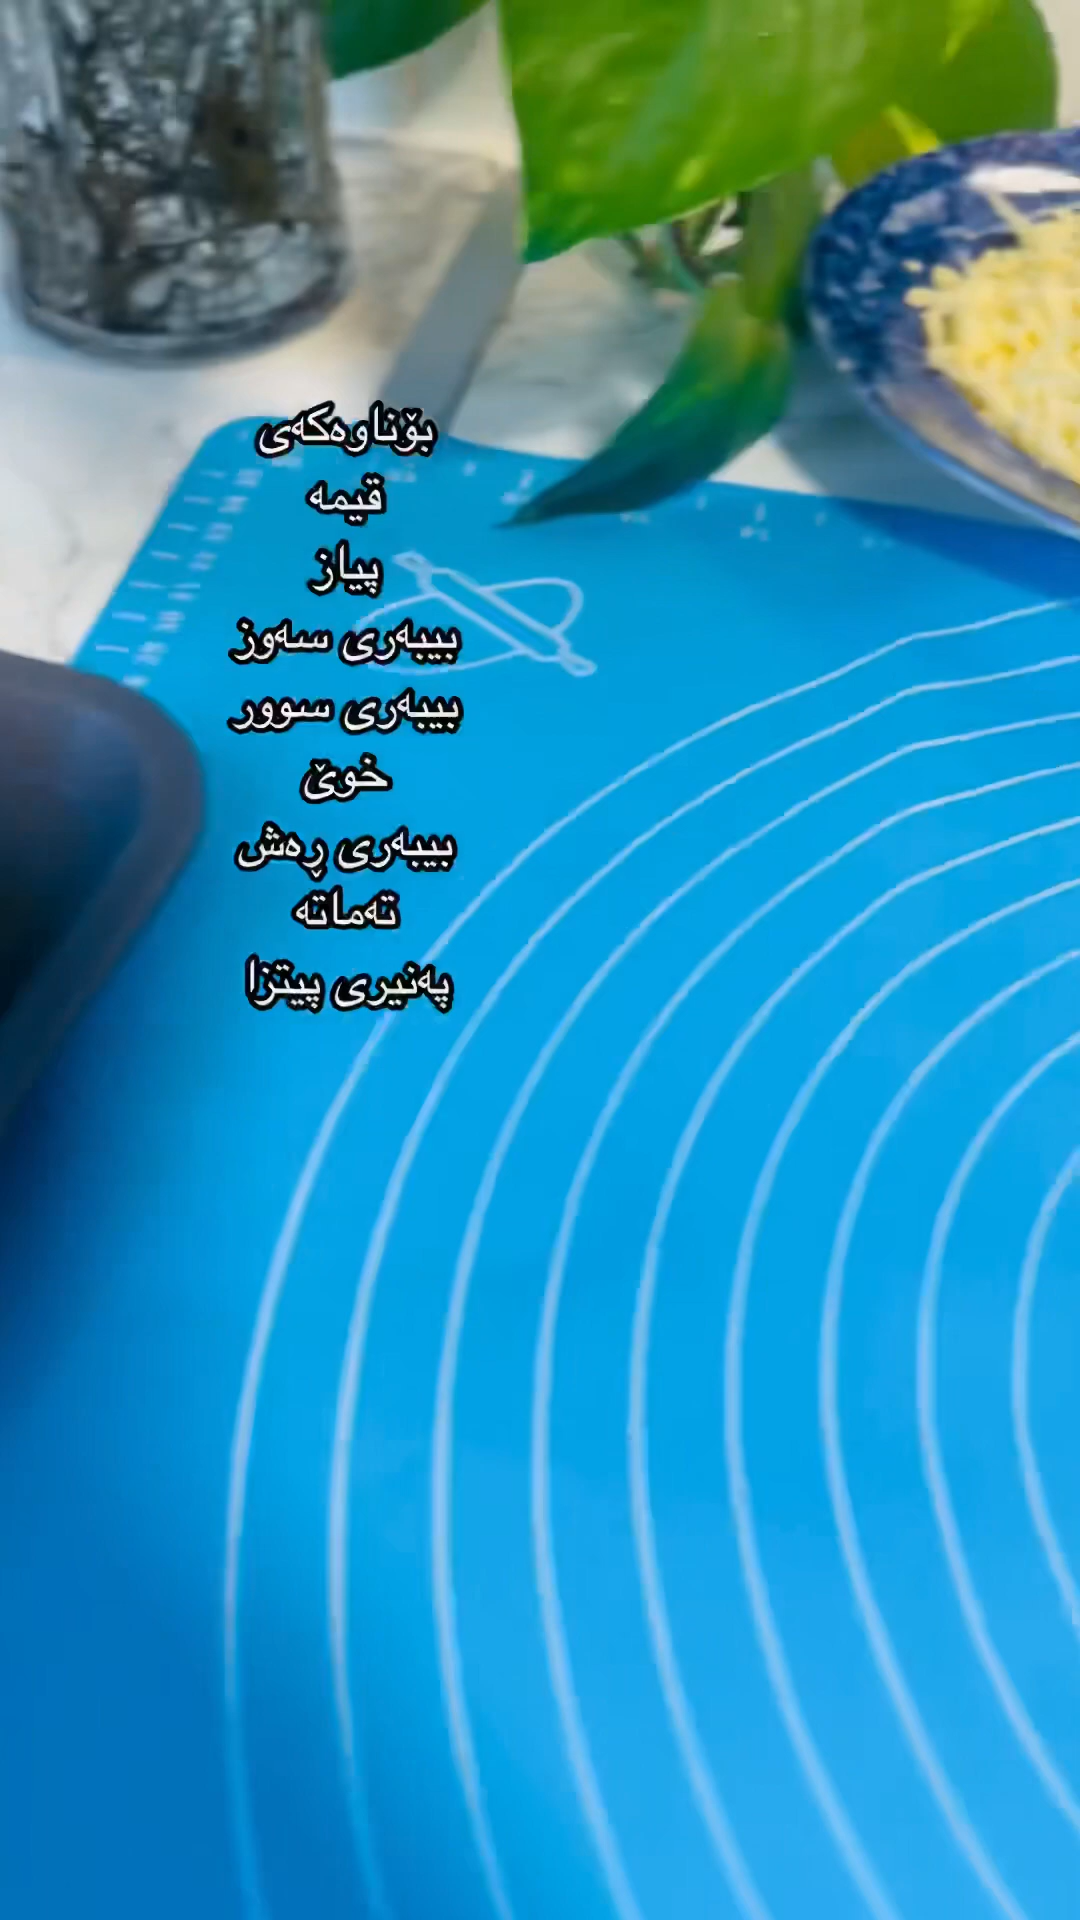 بۆناوەکەی
قیمە
پیاز
بیبەری سەوز
بیبەری سوور
خوێ
بیبەری ڕەش
تەماتە
پەنیری پیتزا